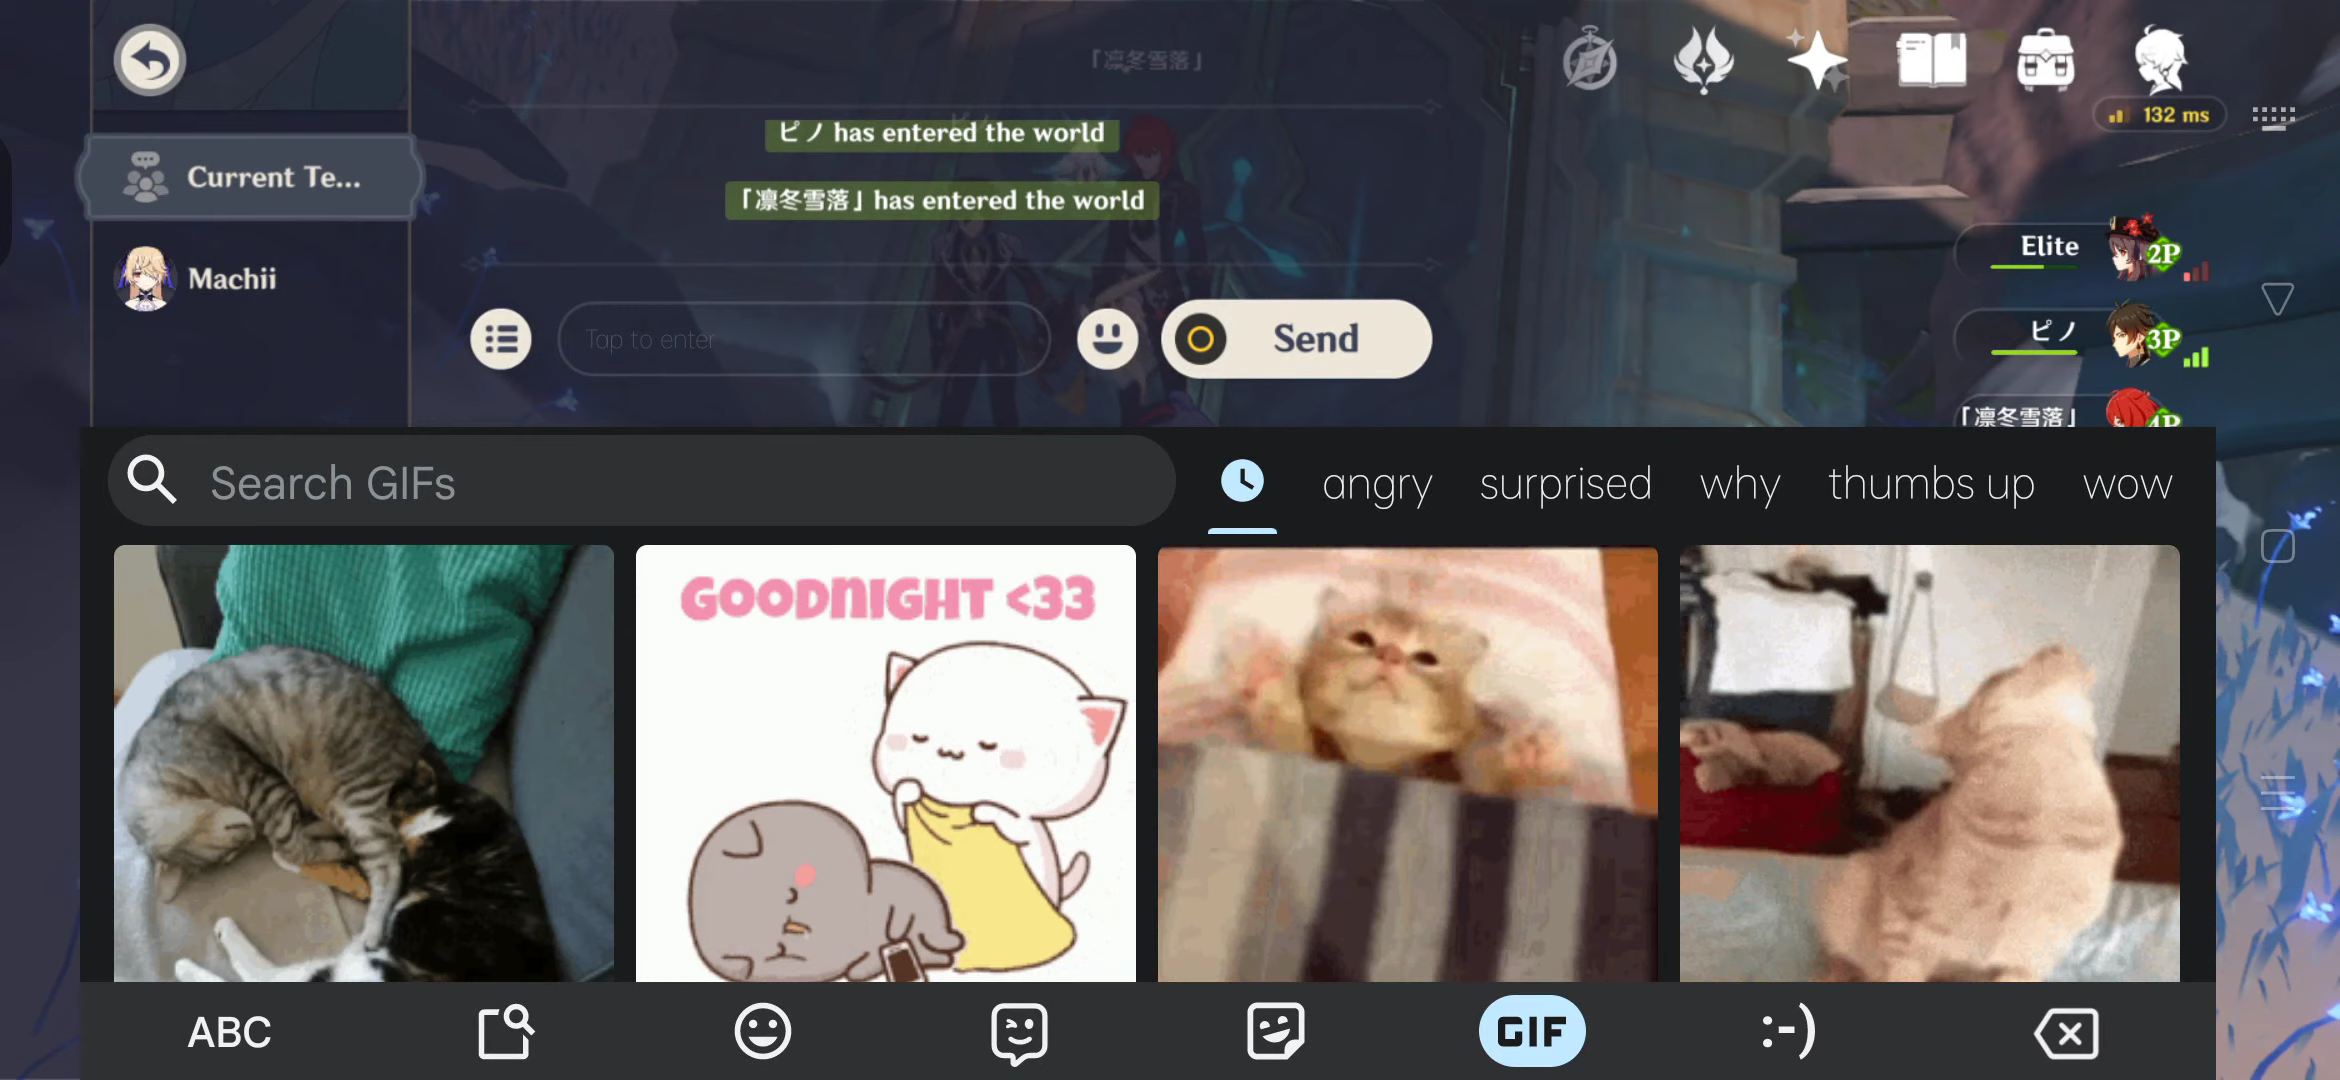 「凛冬雪落」
ピノ has entered the world
「凛冬雪落」has entered the world
132 ms
Current Te...
Machii
Elite
2P
ピノ
3P
「凛冬雪落」
4P
Tap to enter
Send
Search GIFs
angry
surprised
why
thumbs up
wow
GOODNIGHT <33
ABC
GIF
:-)